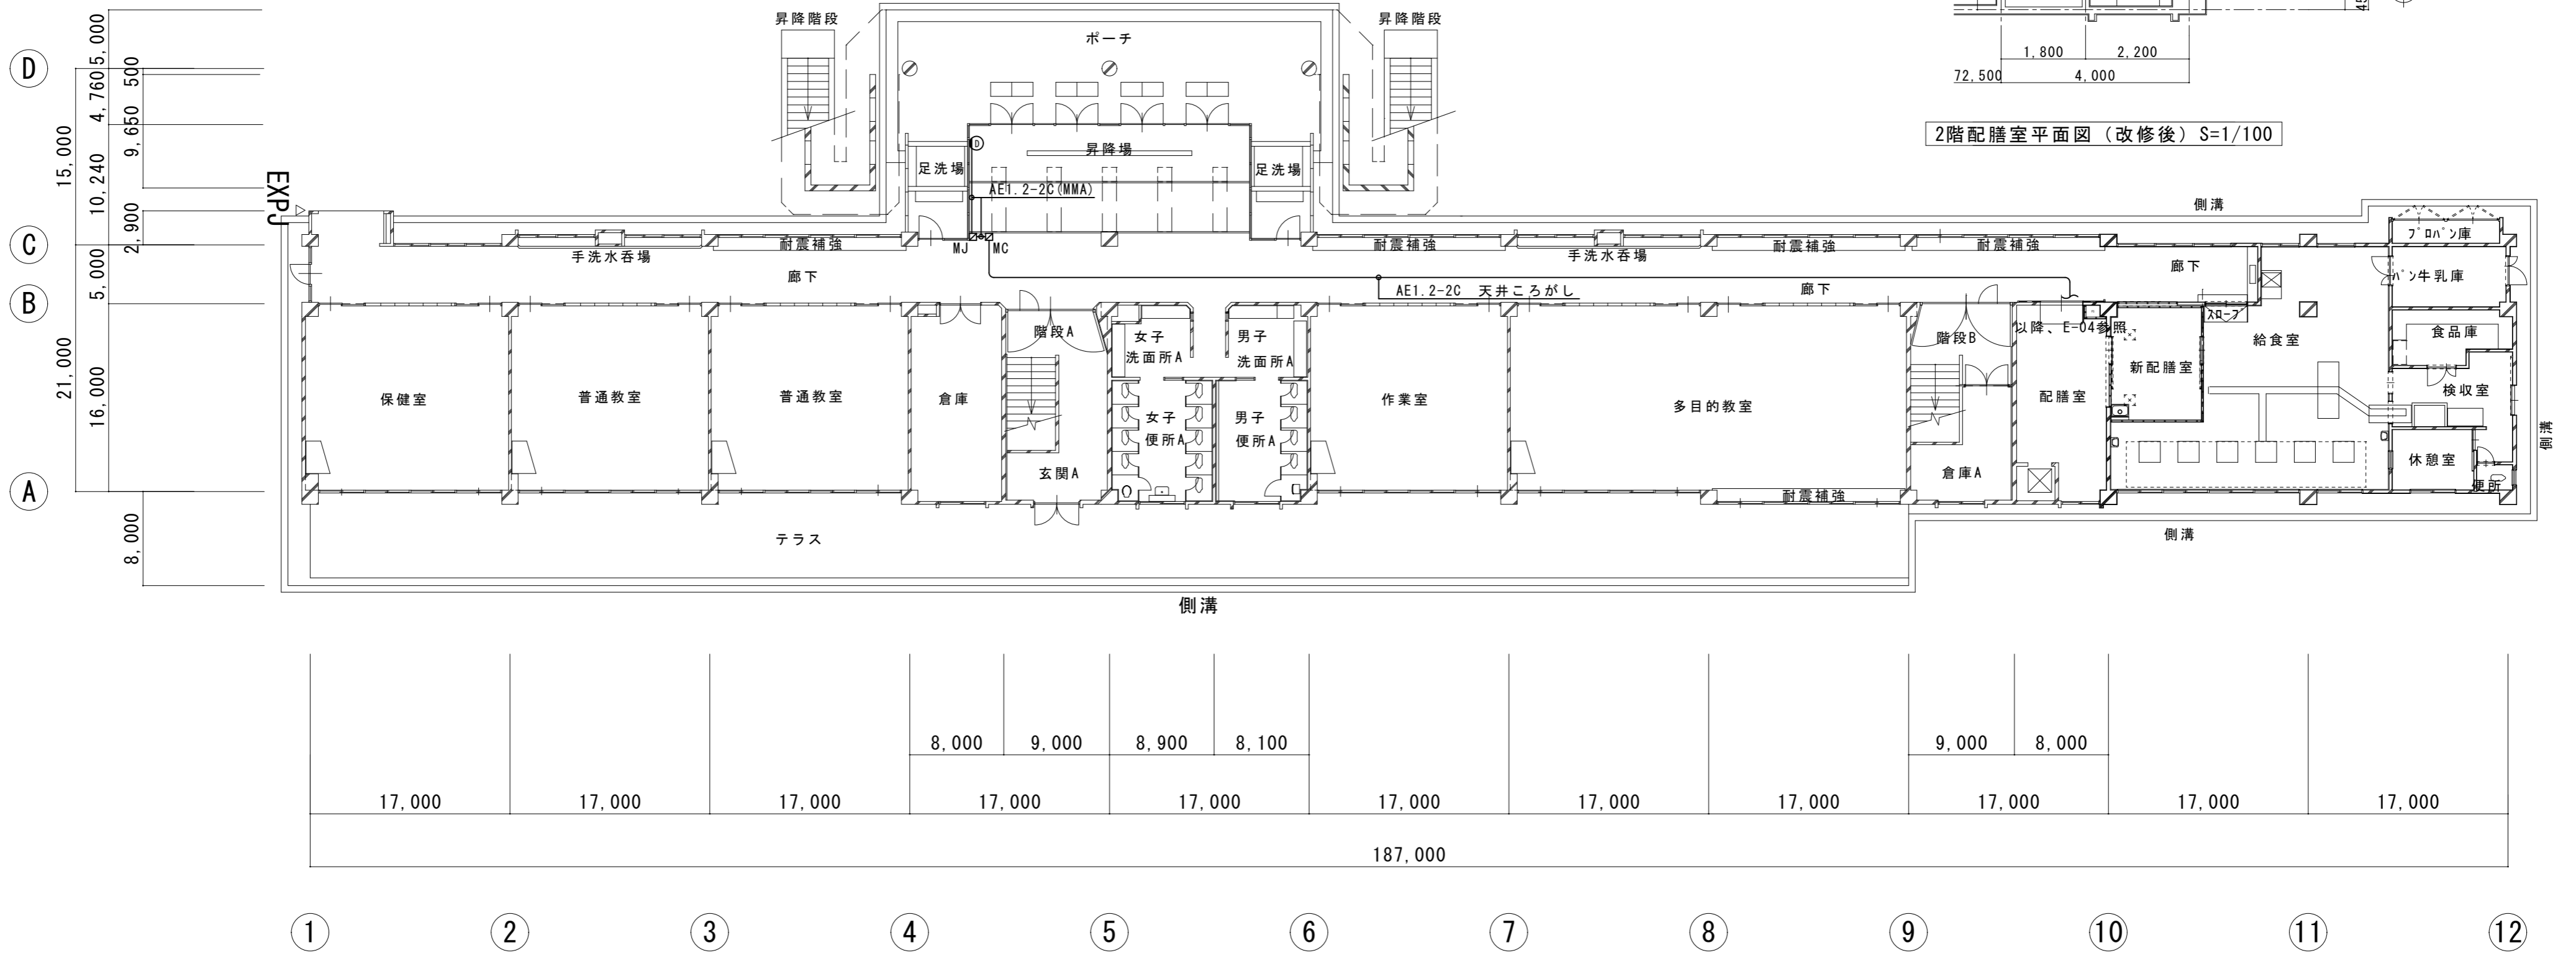 昇降階段
昇降階段
ポーチ
1,800
2,200
72,500
4,000
2階配膳室平面図（改修後）S=1/100
D
C
B
A
5,000
500
4,760
9,650
15,000
10,240
2,900
5,000
21,000
16,000
8,000
EXPJ
足洗場
昇降場
足洗場
D
AE1.2-2C(MMA)
MJ
MC
側溝
手洗水呑場
耐震補強
耐震補強
手洗水呑場
耐震補強
耐震補強
プロパン庫
廊下
AE1.2-2C 天井ころがし
廊下
廊下
パン牛乳庫
階段A
女子
洗面所A
男子
洗面所A
階段B
以降、E-04参照
スロープ
給食室
食品庫
保健室
普通教室
普通教室
倉庫
作業室
多目的教室
配膳室
新配膳室
検収室
女子
便所A
男子
便所A
玄関A
倉庫A
休憩室
便所
耐震補強
側溝
側溝
テラス
側溝
8,000
9,000
8,900
8,100
9,000
8,000
17,000
17,000
17,000
17,000
17,000
17,000
17,000
17,000
17,000
17,000
17,000
187,000
1
2
3
4
5
6
7
8
9
10
11
12